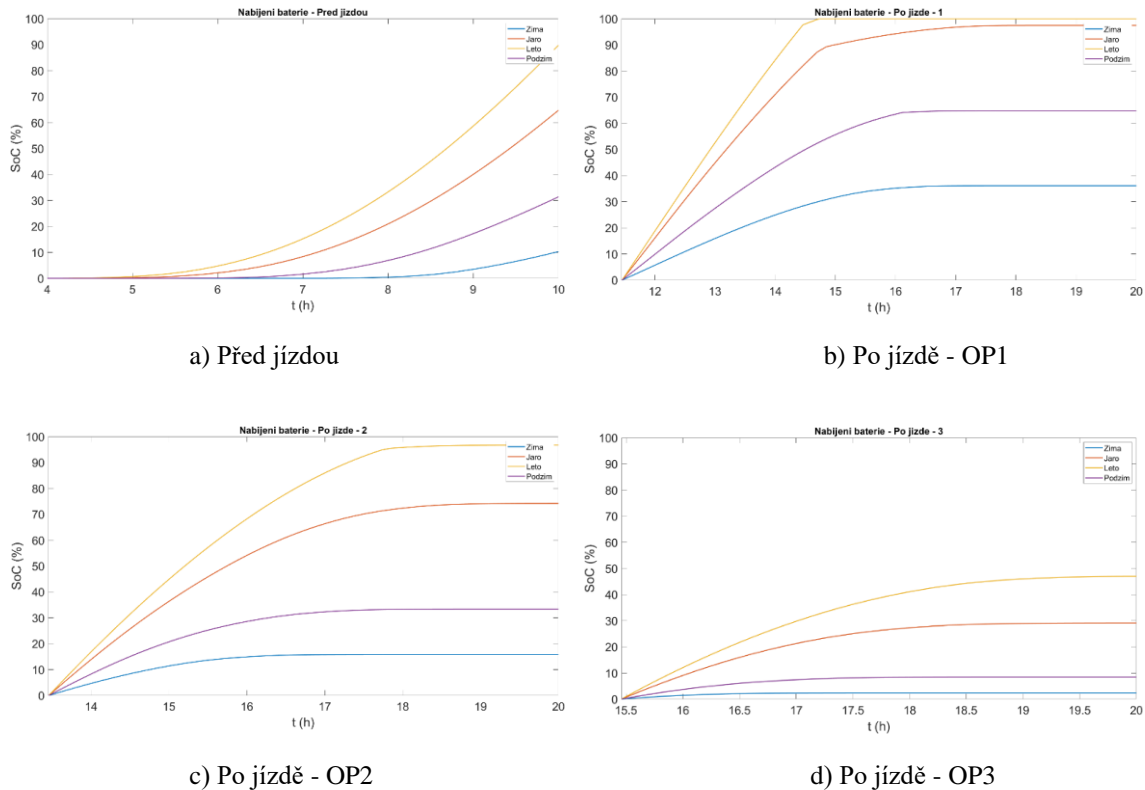 Nabijeni baterie - Pred jizdou
100
90
80
70
60
50
40
30
20
10
0
SoC (%)
Zima
Jaro
Leto
Podzim
4 5 6 7 8 9 10
t (h)
a) Před jízdou
Nabijeni baterie - Po jizde - 1
100
90
80
70
60
50
40
30
20
10
0
SoC (%)
Zima
Jaro
Leto
Podzim
12 13 14 15 16 17 18 19 20
t (h)
b) Po jízdě - OP1
Nabijeni baterie - Po jizde - 2
100
90
80
70
60
50
40
30
20
10
0
SoC (%)
Zima
Jaro
Leto
Podzim
14 15 16 17 18 19 20
t (h)
c) Po jízdě - OP2
Nabijeni baterie - Po jizde - 3
100
90
80
70
60
50
40
30
20
10
0
SoC (%)
Zima
Jaro
Leto
Podzim
15.5 16 16.5 17 17.5 18 18.5 19 19.5 20
t (h)
d) Po jízdě - OP3